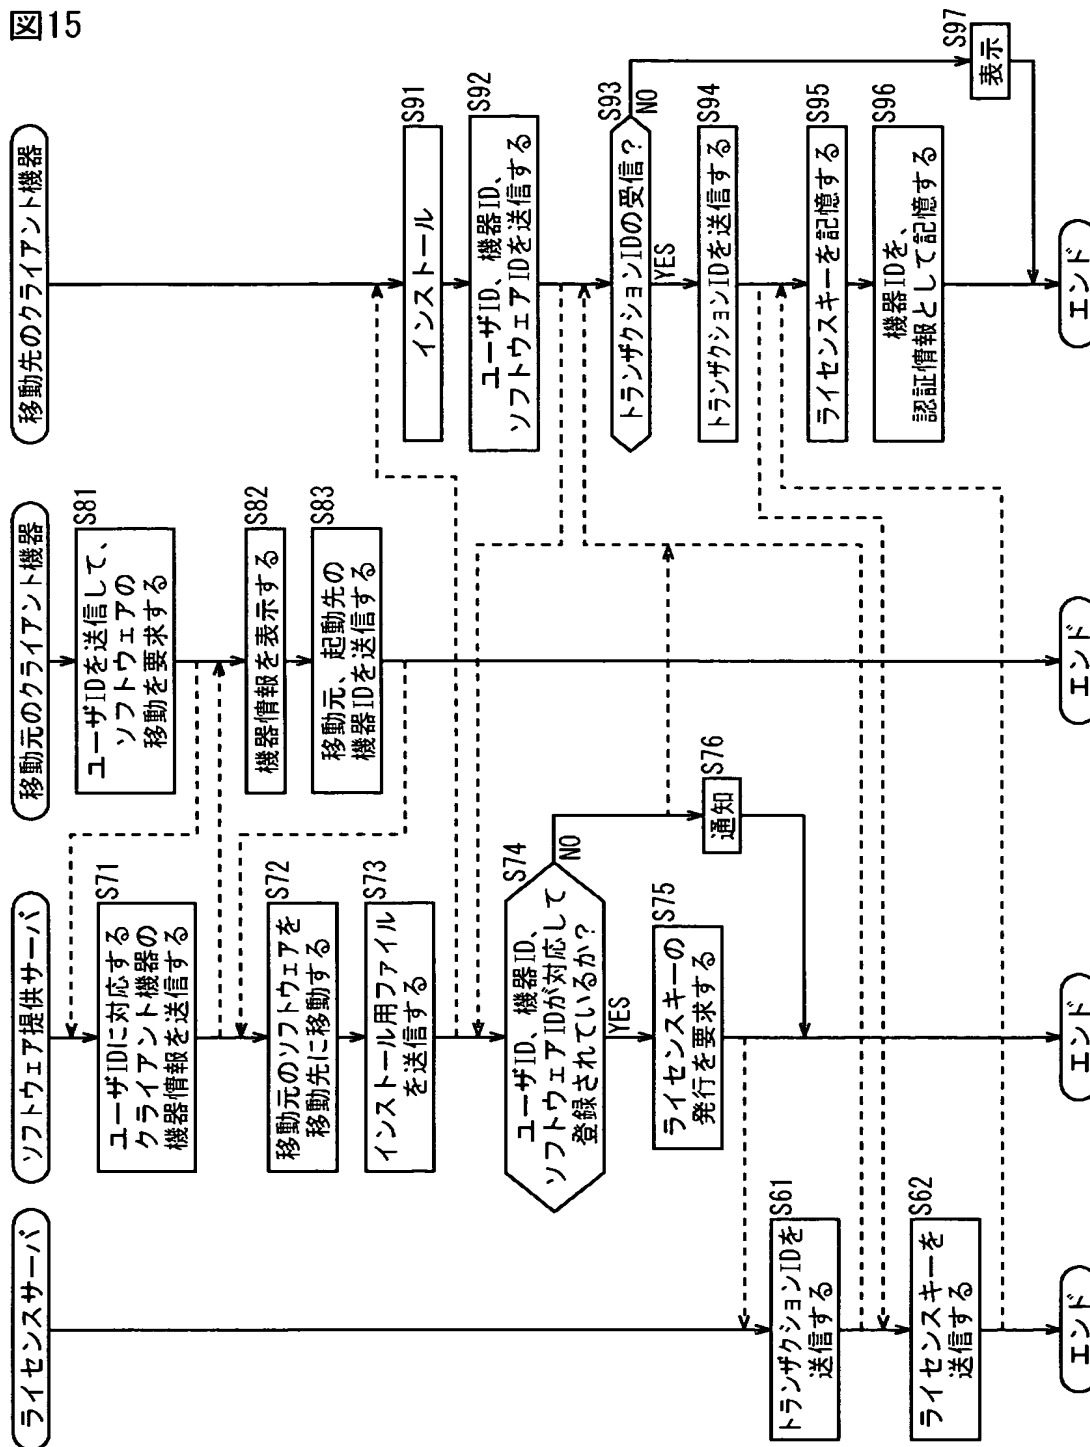 図15
ライセンスサーバ
S61
トランザクションIDを
送信する
S62
ライセンスキーを
送信する
エンド
ソフトウェア提供サーバ
S71
ユーザIDに対応する
クライアント機器の
機器情報を送信する
S72
移動元のソフトウェアを
移動先に移動する
S73
インストール用ファイル
を送信する
S74
ユーザID、機器ID、
ソフトウェアIDが対応して
登録されているか?
NO
YES
S75
ライセンスキーの
発行を要求する
S76
通知
エンド
移動元のクライアント機器
S81
ユーザIDを送信して、
ソフトウェアの
移動を要求する
S82
機器情報を表示する
S83
移動元、起動先の
機器IDを送信する
エンド
移動先のクライアント機器
S91
インストール
S92
ユーザID、機器ID、
ソフトウェアIDを送信する
S93
トランザクションIDの受信?
NO
YES
S94
トランザクションIDを送信する
S95
ライセンスキーを記憶する
S96
機器IDを、
認証情報として記憶する
S97
表示
エンド